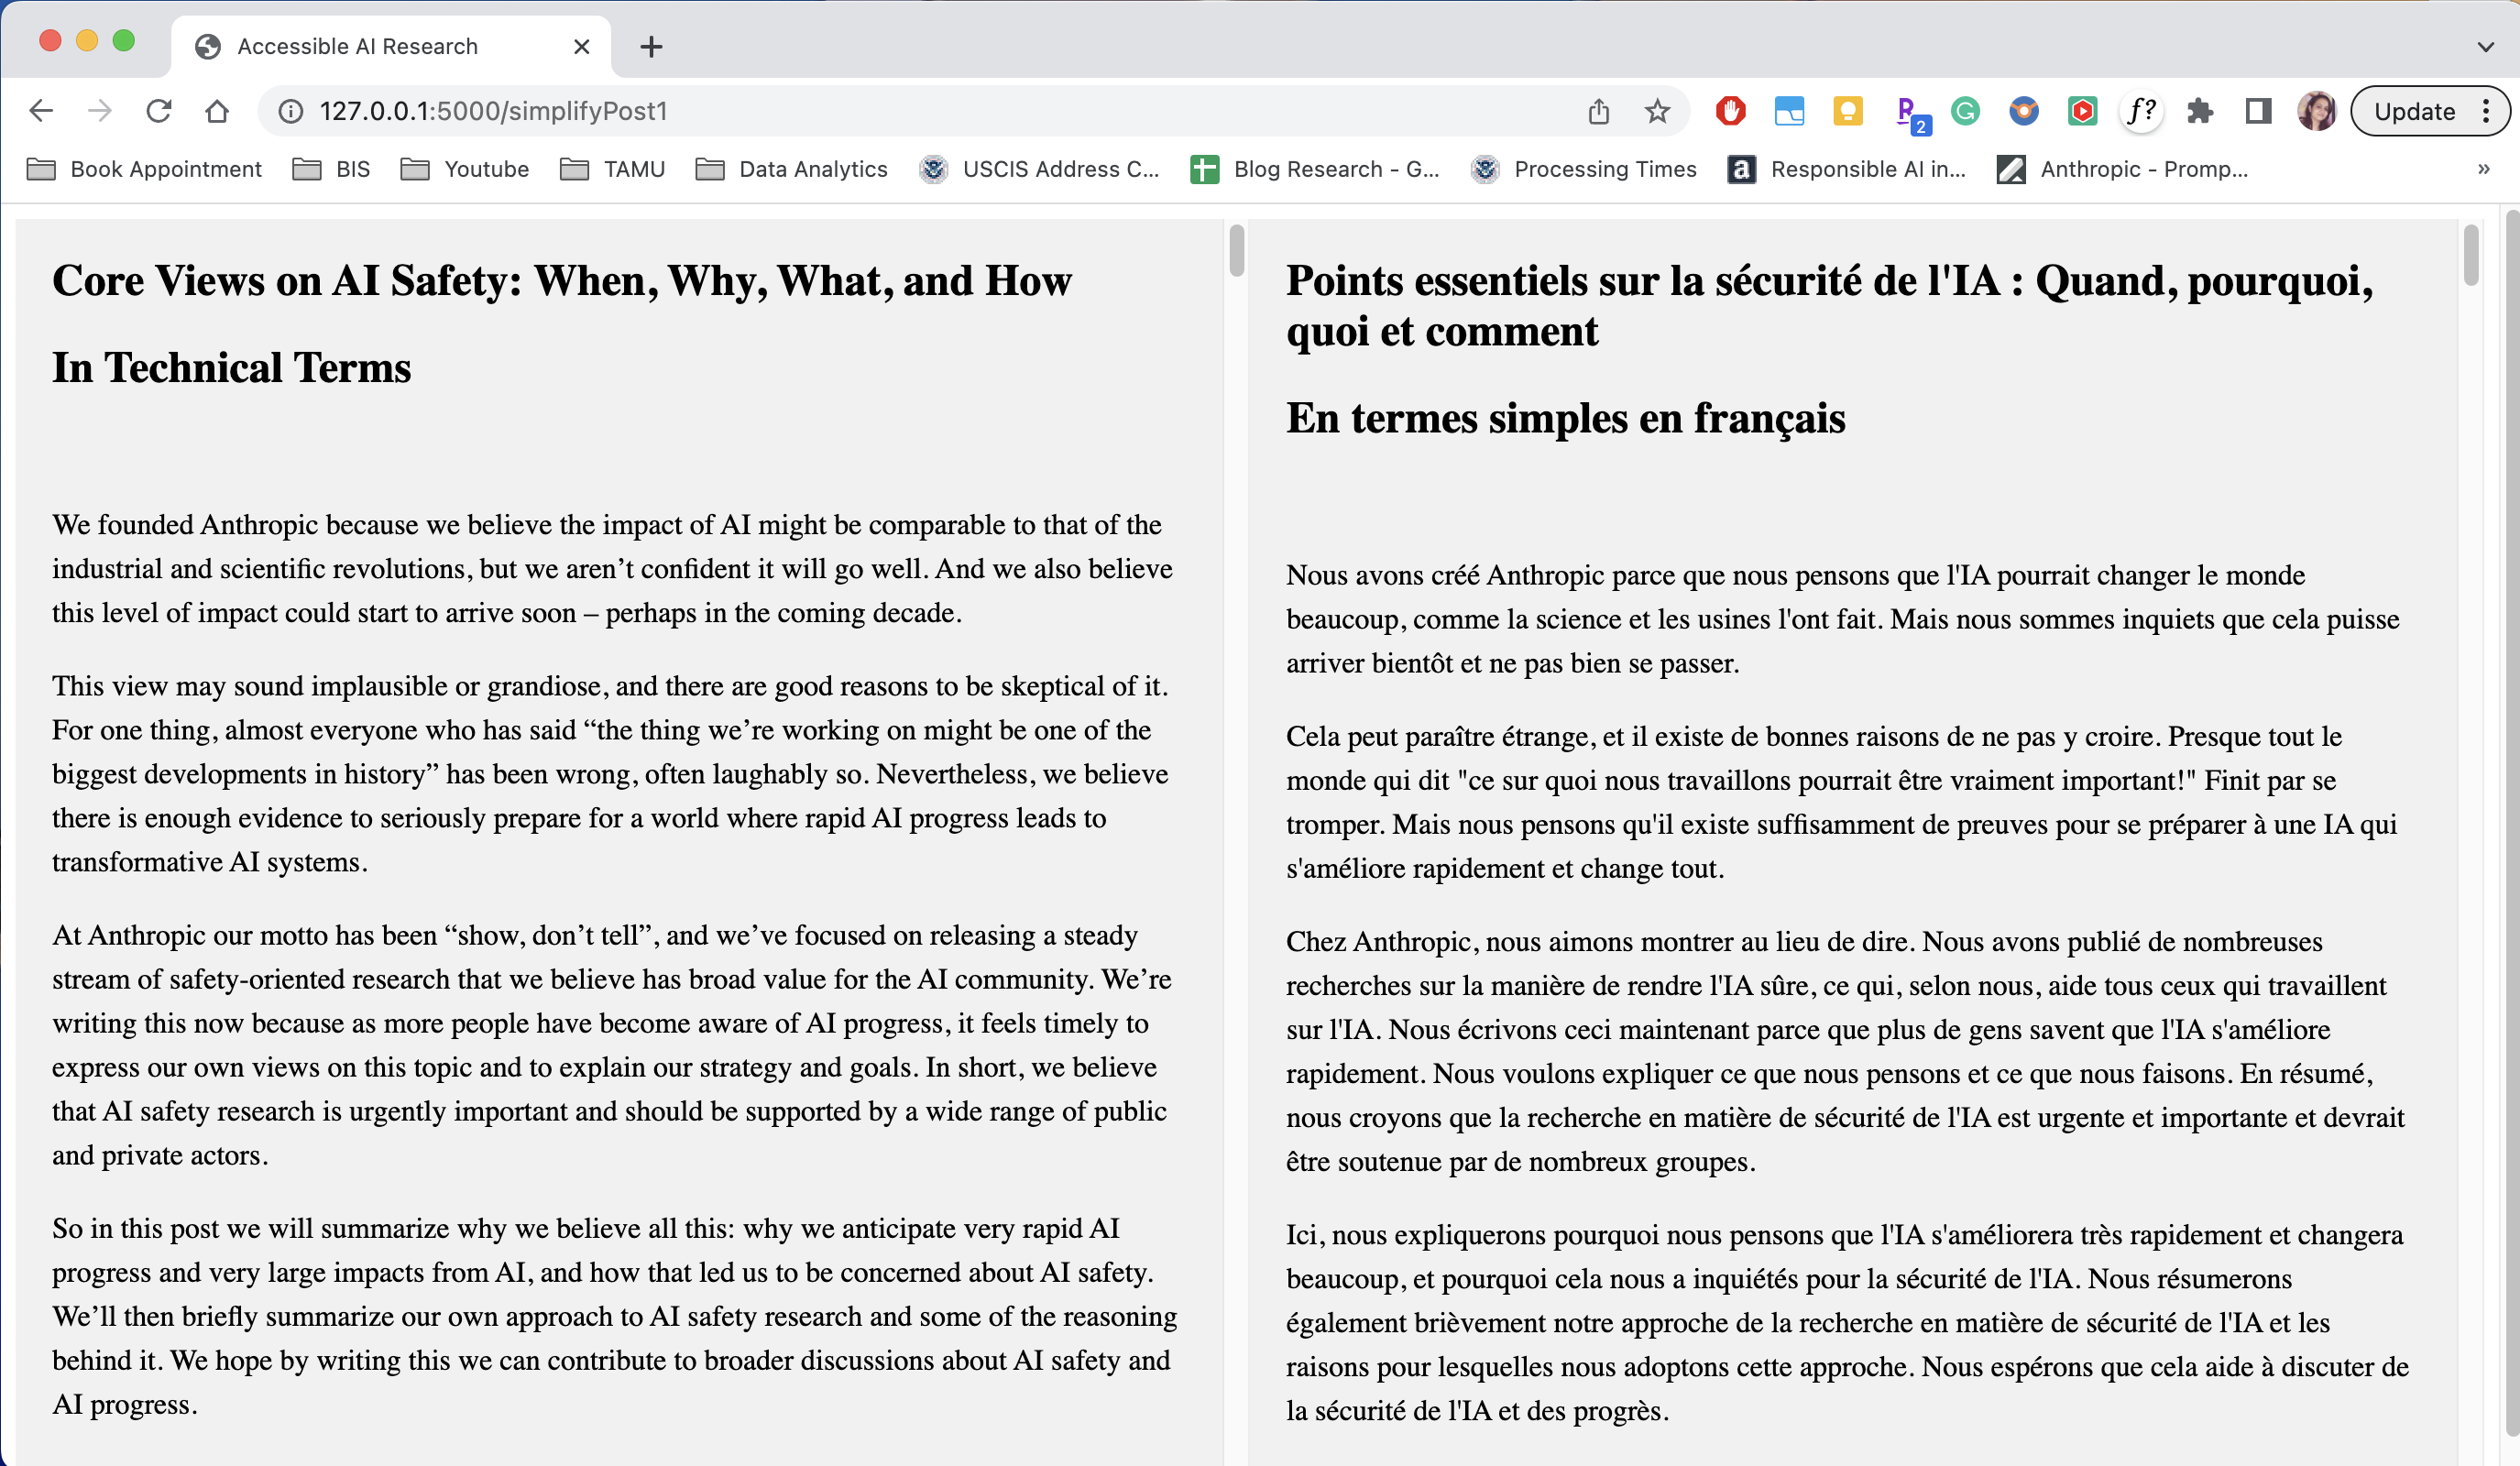 Accessible AI Research
127.0.0.1:5000/simplifyPost1
2
f?
Update
Book Appointment
BIS
Youtube
TAMU
Data Analytics
USCIS Address C...
Blog Research - G...
Processing Times
a
Responsible AI in...
Anthropic - Promp...
»
Core Views on AI Safety: When, Why, What, and How
In Technical Terms
We founded Anthropic because we believe the impact of AI might be comparable to that of the
industrial and scientific revolutions, but we aren’t confident it will go well. And we also believe
this level of impact could start to arrive soon – perhaps in the coming decade.
This view may sound implausible or grandiose, and there are good reasons to be skeptical of it.
For one thing, almost everyone who has said “the thing we’re working on might be one of the
biggest developments in history” has been wrong, often laughably so. Nevertheless, we believe
there is enough evidence to seriously prepare for a world where rapid AI progress leads to
transformative AI systems.
At Anthropic our motto has been “show, don’t tell”, and we’ve focused on releasing a steady
stream of safety-oriented research that we believe has broad value for the AI community. We’re
writing this now because as more people have become aware of AI progress, it feels timely to
express our own views on this topic and to explain our strategy and goals. In short, we believe
that AI safety research is urgently important and should be supported by a wide range of public
and private actors.
So in this post we will summarize why we believe all this: why we anticipate very rapid AI
progress and very large impacts from AI, and how that led us to be concerned about AI safety.
We’ll then briefly summarize our own approach to AI safety research and some of the reasoning
behind it. We hope by writing this we can contribute to broader discussions about AI safety and
AI progress.
Points essentiels sur la sécurité de l'IA : Quand, pourquoi,
quoi et comment
En termes simples en français
Nous avons créé Anthropic parce que nous pensons que l'IA pourrait changer le monde
beaucoup, comme la science et les usines l'ont fait. Mais nous sommes inquiets que cela puisse
arriver bientôt et ne pas bien se passer.
Cela peut paraître étrange, et il existe de bonnes raisons de ne pas y croire. Presque tout le
monde qui dit "ce sur quoi nous travaillons pourrait être vraiment important!" Finit par se
tromper. Mais nous pensons qu'il existe suffisamment de preuves pour se préparer à une IA qui
s'améliore rapidement et change tout.
Chez Anthropic, nous aimons montrer au lieu de dire. Nous avons publié de nombreuses
recherches sur la manière de rendre l'IA sûre, ce qui, selon nous, aide tous ceux qui travaillent
sur l'IA. Nous écrivons ceci maintenant parce que plus de gens savent que l'IA s'améliore
rapidement. Nous voulons expliquer ce que nous pensons et ce que nous faisons. En résumé,
nous croyons que la recherche en matière de sécurité de l'IA est urgente et importante et devrait
être soutenue par de nombreux groupes.
Ici, nous expliquerons pourquoi nous pensons que l'IA s'améliorera très rapidement et changera
beaucoup, et pourquoi cela nous a inquiétés pour la sécurité de l'IA. Nous résumerons
également brièvement notre approche de la recherche en matière de sécurité de l'IA et les
raisons pour lesquelles nous adoptons cette approche. Nous espérons que cela aide à discuter de
la sécurité de l'IA et des progrès.